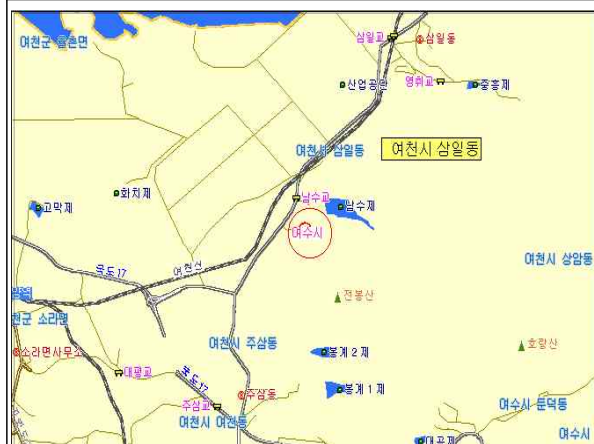 삼일교
삼일동
여천군 율촌면
영취교
중흥제
산업공단
여천시 삼일동
여천시 삼일동
화치제
고막제
남수교
남수제
여수시
여천시 상암동
국도17
여천선
전봉산
호랑산
여천군 소라면
여천시 주삼동
봉계 2 제
소라면사무소
대평교
국도17
봉계 1 제
주삼동
주삼교
여천시 여천동
여수시 둔덕동
여수시
대곡제